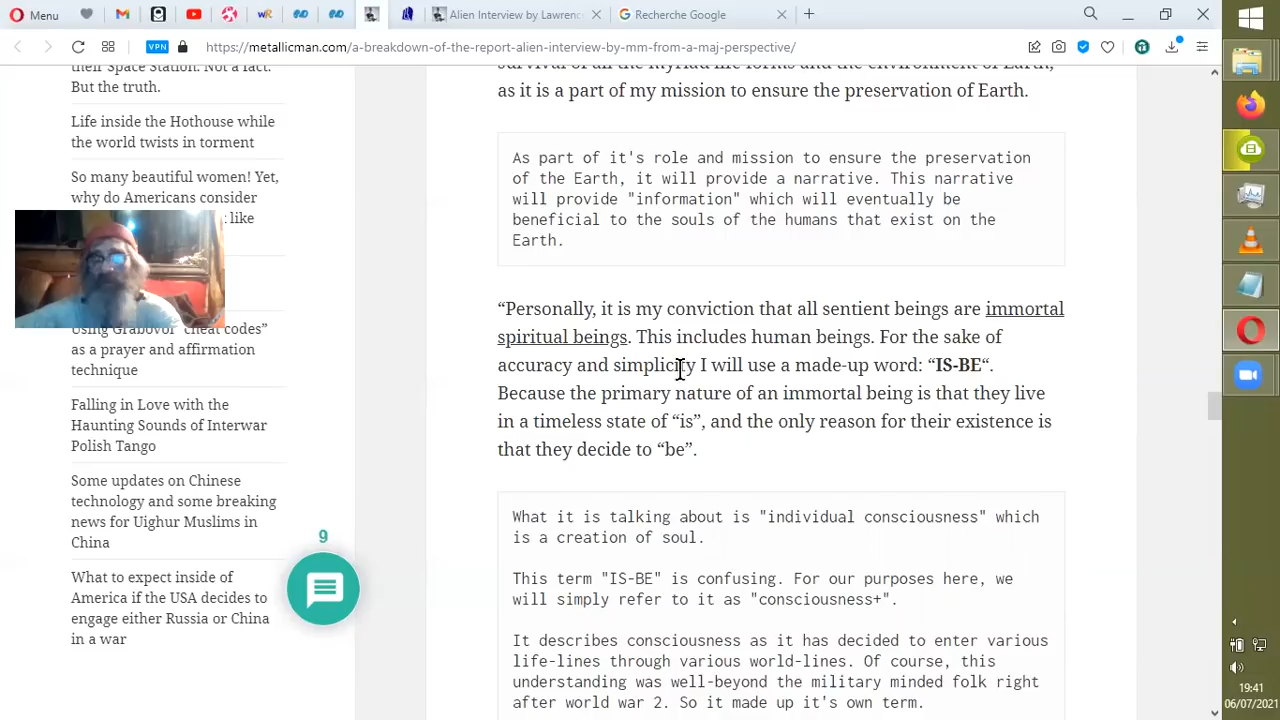 Menu
Alien Interview by Lawrenc
Recherche Google
VPN
https://metallicman.com/a-breakdown-of-the-report-alien-interview-by-mm-from-a-maj-perspective/
their Space Station. Not a fact.
But the truth.
Life inside the Hothouse while
the world twists in torment
So many beautiful women! Yet,
why do Americans consider
like
Using Grabovoi "cheat codes"
as a prayer and affirmation
technique
Falling in Love with the
Haunting Sounds of Interwar
Polish Tango
Some updates on Chinese
technology and some breaking
news for Uighur Muslims in
China
What to expect inside of
America if the USA decides to
engage either Russia or China
in a war
9
survival of all the myriad life forms and the environment of Earth,
as it is a part of my mission to ensure the preservation of Earth.
As part of it's role and mission to ensure the preservation
of the Earth, it will provide a narrative. This narrative
will provide "information" which will eventually be
beneficial to the souls of the humans that exist on the
Earth.
“Personally, it is my conviction that all sentient beings are immortal
spiritual beings. This includes human beings. For the sake of
accuracy and simplicity I will use a made-up word: “IS-BE“.
Because the primary nature of an immortal being is that they live
in a timeless state of “is”, and the only reason for their existence is
that they decide to “be”.
What it is talking about is "individual consciousness" which
is a creation of soul.
This term "IS-BE" is confusing. For our purposes here, we
will simply refer to it as "consciousness+".
It describes consciousness as it has decided to enter various
life-lines through various world-lines. Of course, this
understanding was well-beyond the military minded folk right
after world war 2. So it made up it's own term.
19:41
06/07/2021